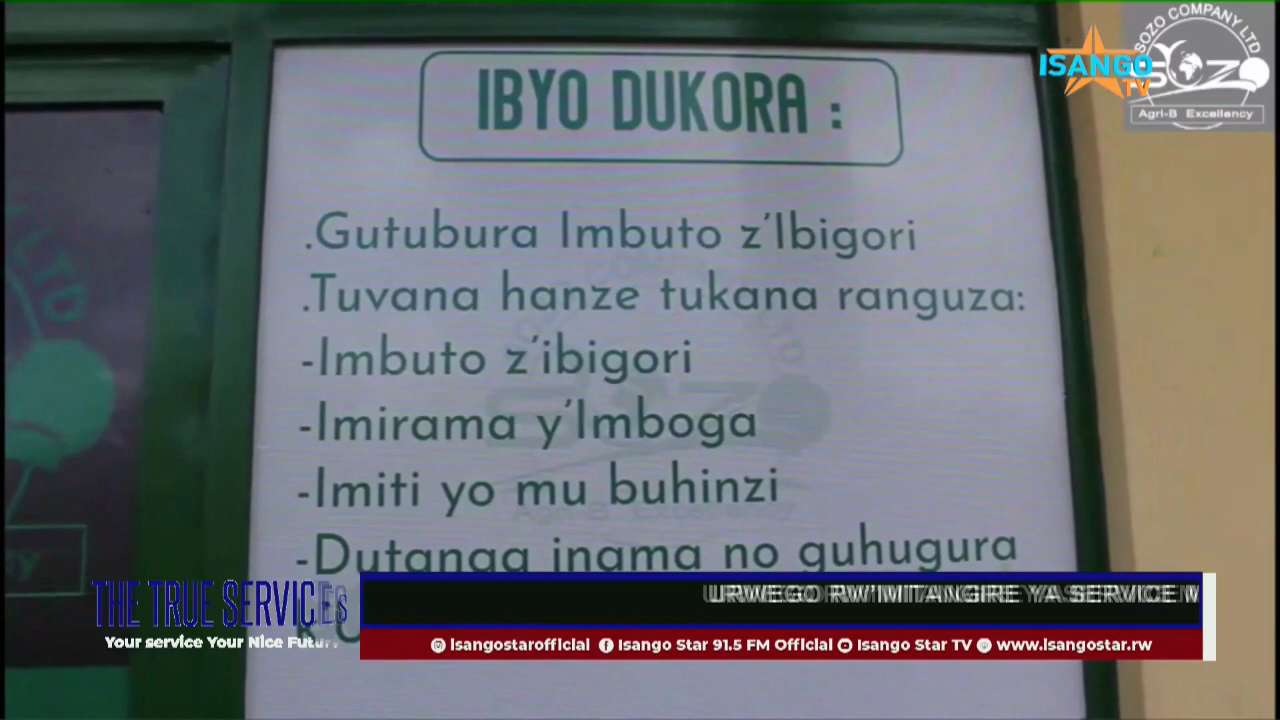 IBYO DUKORA :
.Gutubura Imbuto z'Ibigori
.Tuvana hanze tukana ranguza:
-Imbuto z'ibigori
-Imirama y'Imboga
-Imiti yo mu buhinzi
-Dutanga inama no guhugura
ISANGO
TV
SOZO COMPANY LTD
SOZO
Agri-B Excellency
THE TRUE SERVICES
Your service Your Nice Future
URWEGO RW'IMITANGIRE YA SERVICE
isangostarofficial Isango Star 91.5 FM Official Isango Star TV www.isangostar.rw